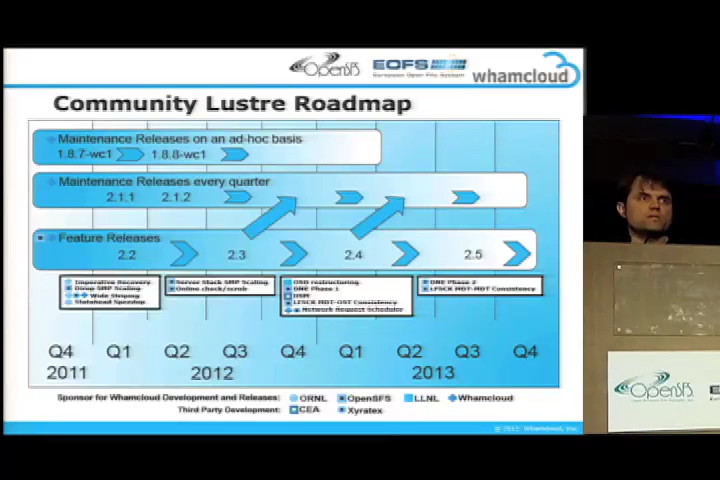 OpenSFS
EOFS
European Open File System
whamcloud
Community Lustre Roadmap
Maintenance Releases on an ad-hoc basis
1.8.7-wc1 1.8.8-wc1
Maintenance Releases every quarter
2.1.1 2.1.2
Feature Releases
2.2 2.3 2.4 2.5
Imperative Recovery
Dirop SMP Scaling
Wide Striping
Statahead Speedup
Server Stack SMP Scaling
Online check/scrub
OSD restructuring
DNE Phase 1
HSM
LFSCK MDT-OST Consistency
Network Request Scheduler
DNE Phase 2
LFSCK MDT-MDT Consistency
Q4 Q1 Q2 Q3 Q4 Q1 Q2 Q3 Q4
2011 2012 2013
Sponsor for Whamcloud Development and Releases: ORNL OpenSFS LLNL Whamcloud
Third Party Development: CEA Xyratex
© 2012 Whamcloud, Inc.
OpenSFS